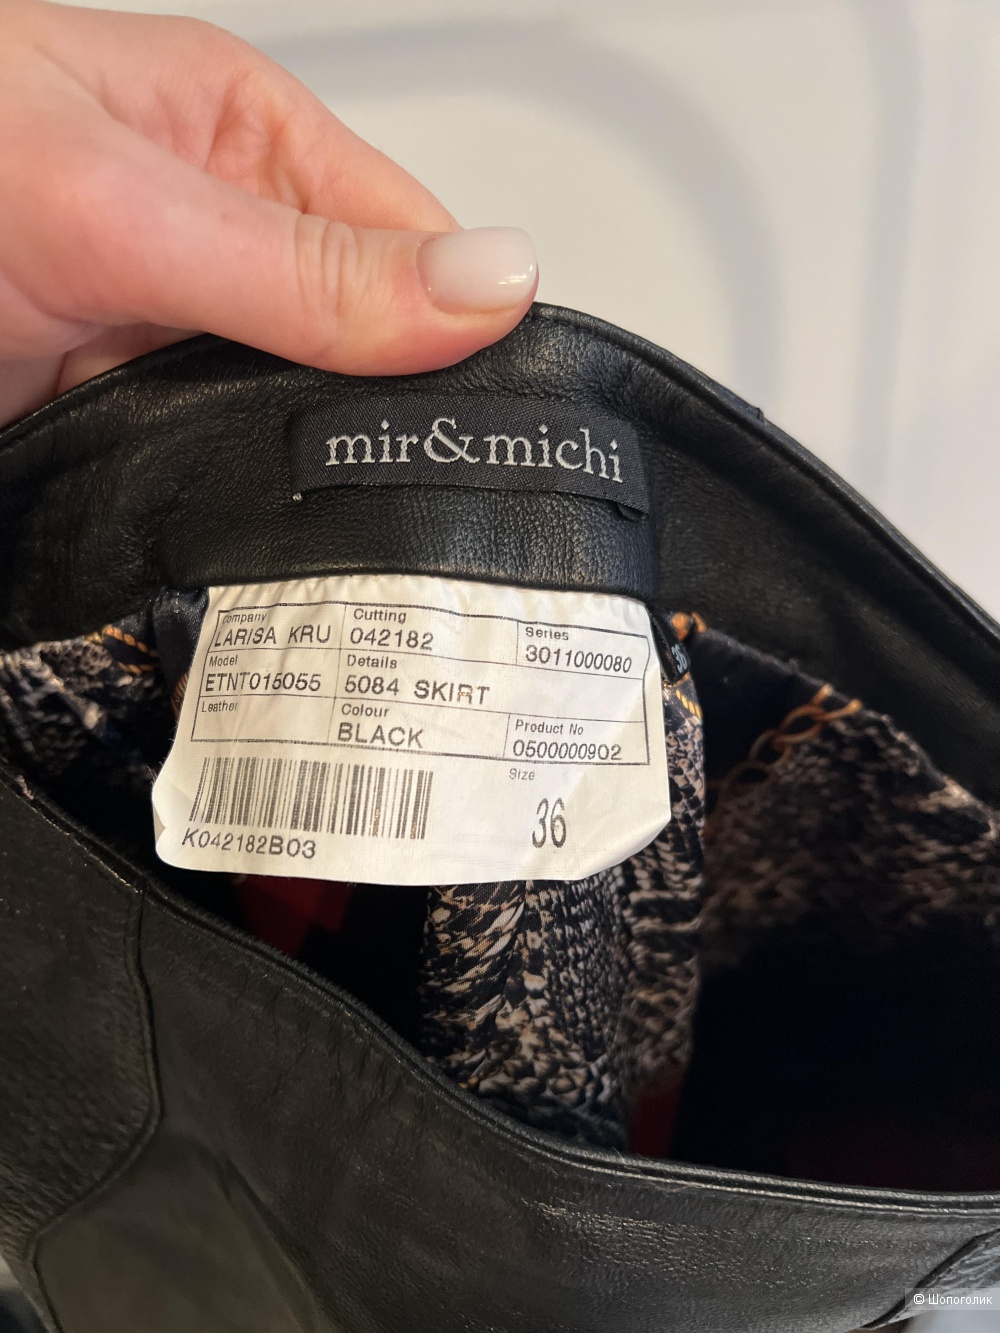 mir&michi
Company
LARISA KRU
Cutting
042182
Series
3011000080
Model
ETNT015055
Details
5084 SKIRT
Leather
Colour
BLACK
Product No
0500000902
Size
36
K042182B03
© Шопоголик